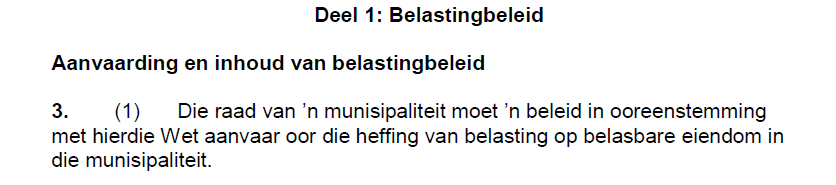 Deel 1: Belastingbeleid
Aanvaarding en inhoud van belastingbeleid
3. (1) Die raad van ’n munisipaliteit moet ’n beleid in ooreenstemming
met hierdie Wet aanvaar oor die heffing van belasting op belasbare eiendom in
die munisipaliteit.